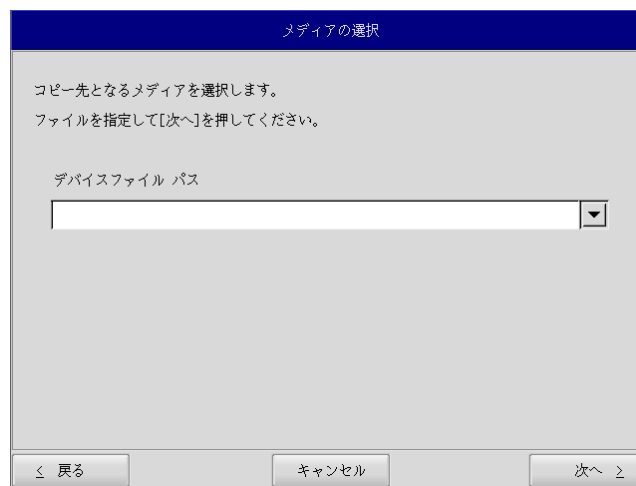 メディアの選択
コピー先となるメディアを選択します。
ファイルを指定して[次へ]を押してください。
デバイスファイル パス
≤ 戻る
キャンセル
次へ ≥